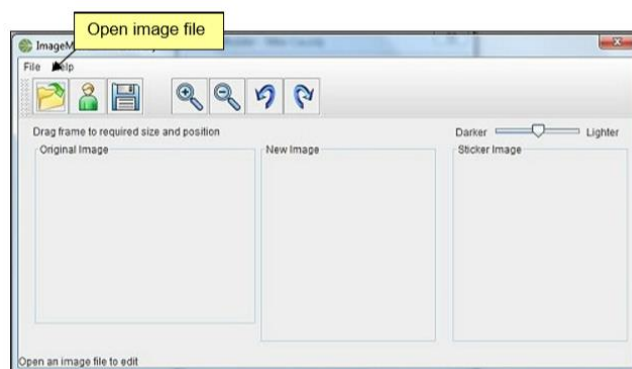 Open image file
ImageM
File Help
Drag frame to required size and position
Darker Lighter
Original Image
New Image
Sticker Image
Open an image file to edit